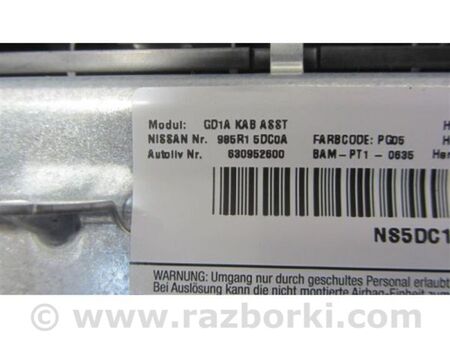 Modul: GD1A KAB ASST
NISSAN Nr. 985R1 5DC0A FARBCODE: PG05
Autoliv Nr. 630952600 BAM-PT1-0635
NS5DC1
WARNUNG: Umgang nur durch geschultes Personal erlaubt
Bei Auslösung kann die nicht montierte Airbag-Einheit
© www.razborki.com